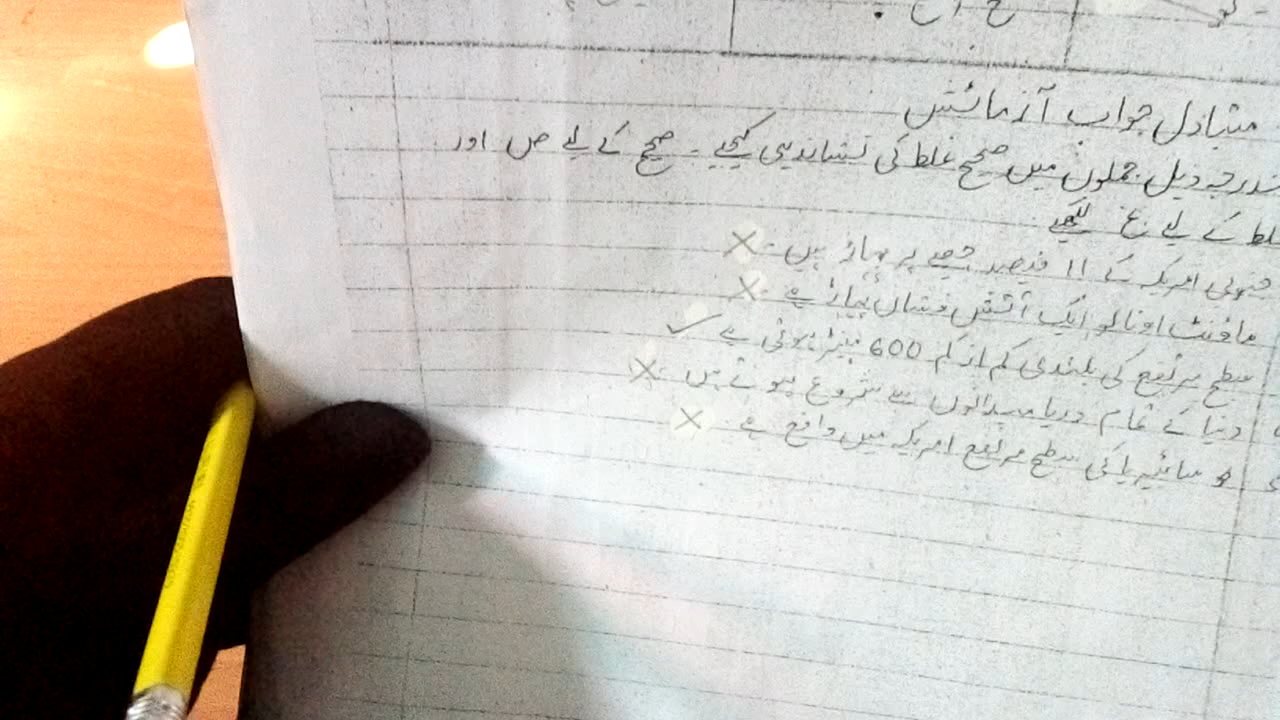 متبادل جواب آزمائش
مندرجہ ذیل جملوں میں صحیح غلط کی نشاندہی کیجیے - صحیح کے لیے ص اور
غلط کے لیے غ لکھیے
جنوبی امریکہ کے 11 فیصد حصے پر پہاڑ ہیں - ×
مافنٹ اونالو ایک آتش فشاں پہاڑ ہے ×
سطح مرتفع کی بلندی کم از کم 600 میٹر ہوتی ہے ✓
دنیا کے تمام دریا میدانوں سے شروع ہوتے ہیں - ×
سائبیریا کی سطح مرتفع امریکہ میں واقع ہے ×